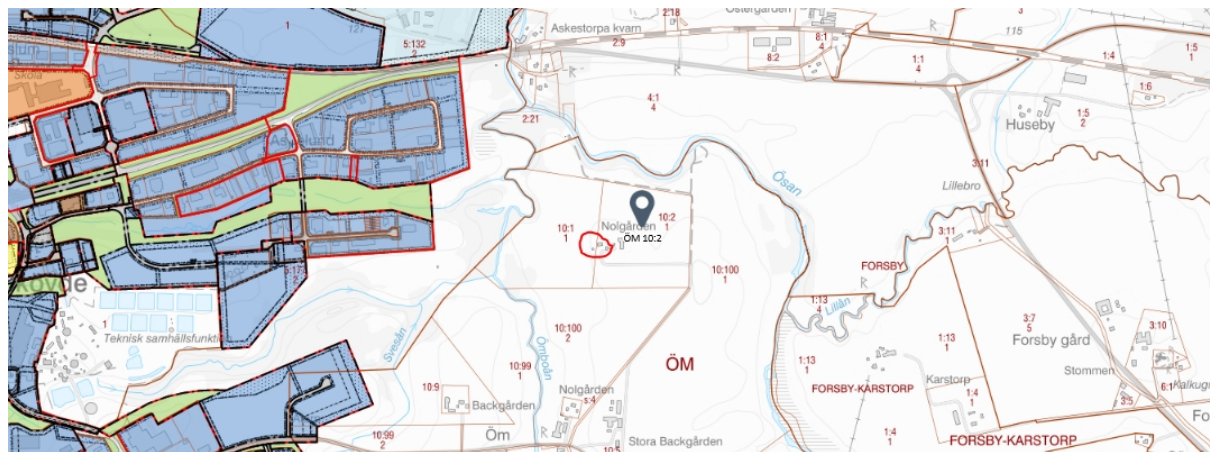 1
127
5:132
2
Askestorpa kvarn
2:18
Östergården
8:1
4
3
115
1:4
1:5
1
2:9
8:2
1:1
4
Skola
4:1
4
1:6
Huseby
1:5
2
2:21
Ösan
3:11
Lillebro
10:1
1
Nolgården
10:2
1
ÖM 10:2
3:11
1
FORSBY
10:100
1
Lillån
1:13
4
3:7
5
Forsby gård
1
Teknisk samhällsfunkti
Svesån
10:100
2
Ömboån
ÖM
1:13
1
1:13
1
3:10
10:99
1
FORSBY-KARSTORP
Karstorp
Stommen
10:9
Nolgården
5:4
1:4
1
3:5
6:1
Kalkug
Backgården
Öm
10:99
2
Stora Backgården
10:5
1:4
1
FORSBY-KARSTORP
Fo